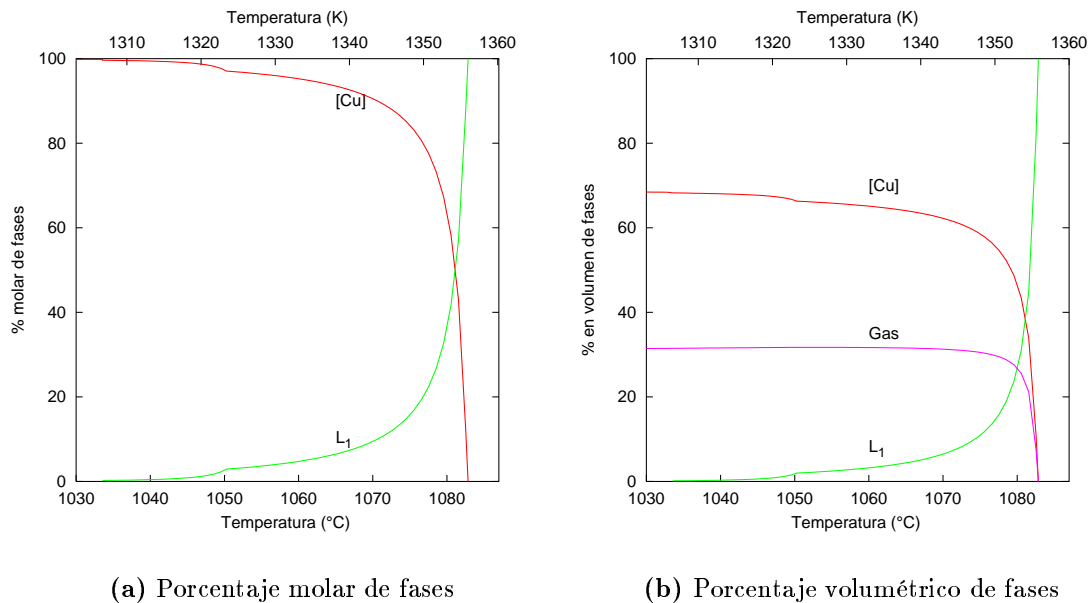 Temperatura (K)
1310 1320 1330 1340 1350 1360
100
80
60
40
20
0
% molar de fases
[Cu]
L1
1030 1040 1050 1060 1070 1080
Temperatura (°C)
(a) Porcentaje molar de fases
Temperatura (K)
1310 1320 1330 1340 1350 1360
100
80
60
40
20
0
% en volumen de fases
[Cu]
Gas
L1
1030 1040 1050 1060 1070 1080
Temperatura (°C)
(b) Porcentaje volumétrico de fases